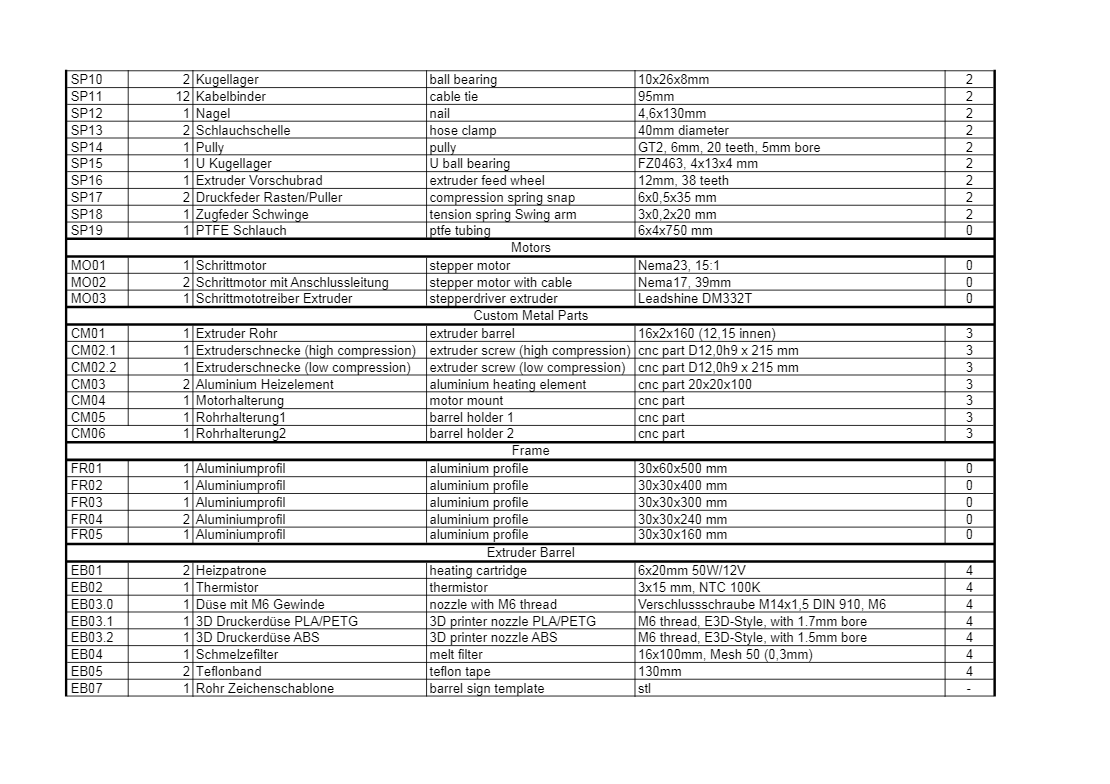 SP10 2 Kugellager ball bearing 10x26x8mm 2
SP11 12 Kabelbinder cable tie 95mm 2
SP12 1 Nagel nail 4,6x130mm 2
SP13 2 Schlauchschelle hose clamp 40mm diameter 2
SP14 1 Pully pully GT2, 6mm, 20 teeth, 5mm bore 2
SP15 1 U Kugellager U ball bearing FZ0463, 4x13x4 mm 2
SP16 1 Extruder Vorschubrad extruder feed wheel 12mm, 38 teeth 2
SP17 2 Druckfeder Rasten/Puller compression spring snap 6x0,5x35 mm 2
SP18 1 Zugfeder Schwinge tension spring Swing arm 3x0,2x20 mm 2
SP19 1 PTFE Schlauch ptfe tubing 6x4x750 mm 0
Motors
MO01 1 Schrittmotor stepper motor Nema23, 15:1 0
MO02 2 Schrittmotor mit Anschlussleitung stepper motor with cable Nema17, 39mm 0
MO03 1 Schrittmototreiber Extruder stepperdriver extruder Leadshine DM332T 0
Custom Metal Parts
CM01 1 Extruder Rohr extruder barrel 16x2x160 (12,15 innen) 3
CM02.1 1 Extruderschnecke (high compression) extruder screw (high compression) cnc part D12,0h9 x 215 mm 3
CM02.2 1 Extruderschnecke (low compression) extruder screw (low compression) cnc part D12,0h9 x 215 mm 3
CM03 2 Aluminium Heizelement aluminium heating element cnc part 20x20x100 3
CM04 1 Motorhalterung motor mount cnc part 3
CM05 1 Rohrhalterung1 barrel holder 1 cnc part 3
CM06 1 Rohrhalterung2 barrel holder 2 cnc part 3
Frame
FR01 1 Aluminiumprofil aluminium profile 30x60x500 mm 0
FR02 1 Aluminiumprofil aluminium profile 30x30x400 mm 0
FR03 1 Aluminiumprofil aluminium profile 30x30x300 mm 0
FR04 2 Aluminiumprofil aluminium profile 30x30x240 mm 0
FR05 1 Aluminiumprofil aluminium profile 30x30x160 mm 0
Extruder Barrel
EB01 2 Heizpatrone heating cartridge 6x20mm 50W/12V 4
EB02 1 Thermistor thermistor 3x15 mm, NTC 100K 4
EB03.0 1 Düse mit M6 Gewinde nozzle with M6 thread Verschlussschraube M14x1,5 DIN 910, M6 4
EB03.1 1 3D Druckerdüse PLA/PETG 3D printer nozzle PLA/PETG M6 thread, E3D-Style, with 1.7mm bore 4
EB03.2 1 3D Druckerdüse ABS 3D printer nozzle ABS M6 thread, E3D-Style, with 1.5mm bore 4
EB04 1 Schmelzefilter melt filter 16x100mm, Mesh 50 (0,3mm) 4
EB05 2 Teflonband teflon tape 130mm 4
EB07 1 Rohr Zeichenschablone barrel sign template stl -